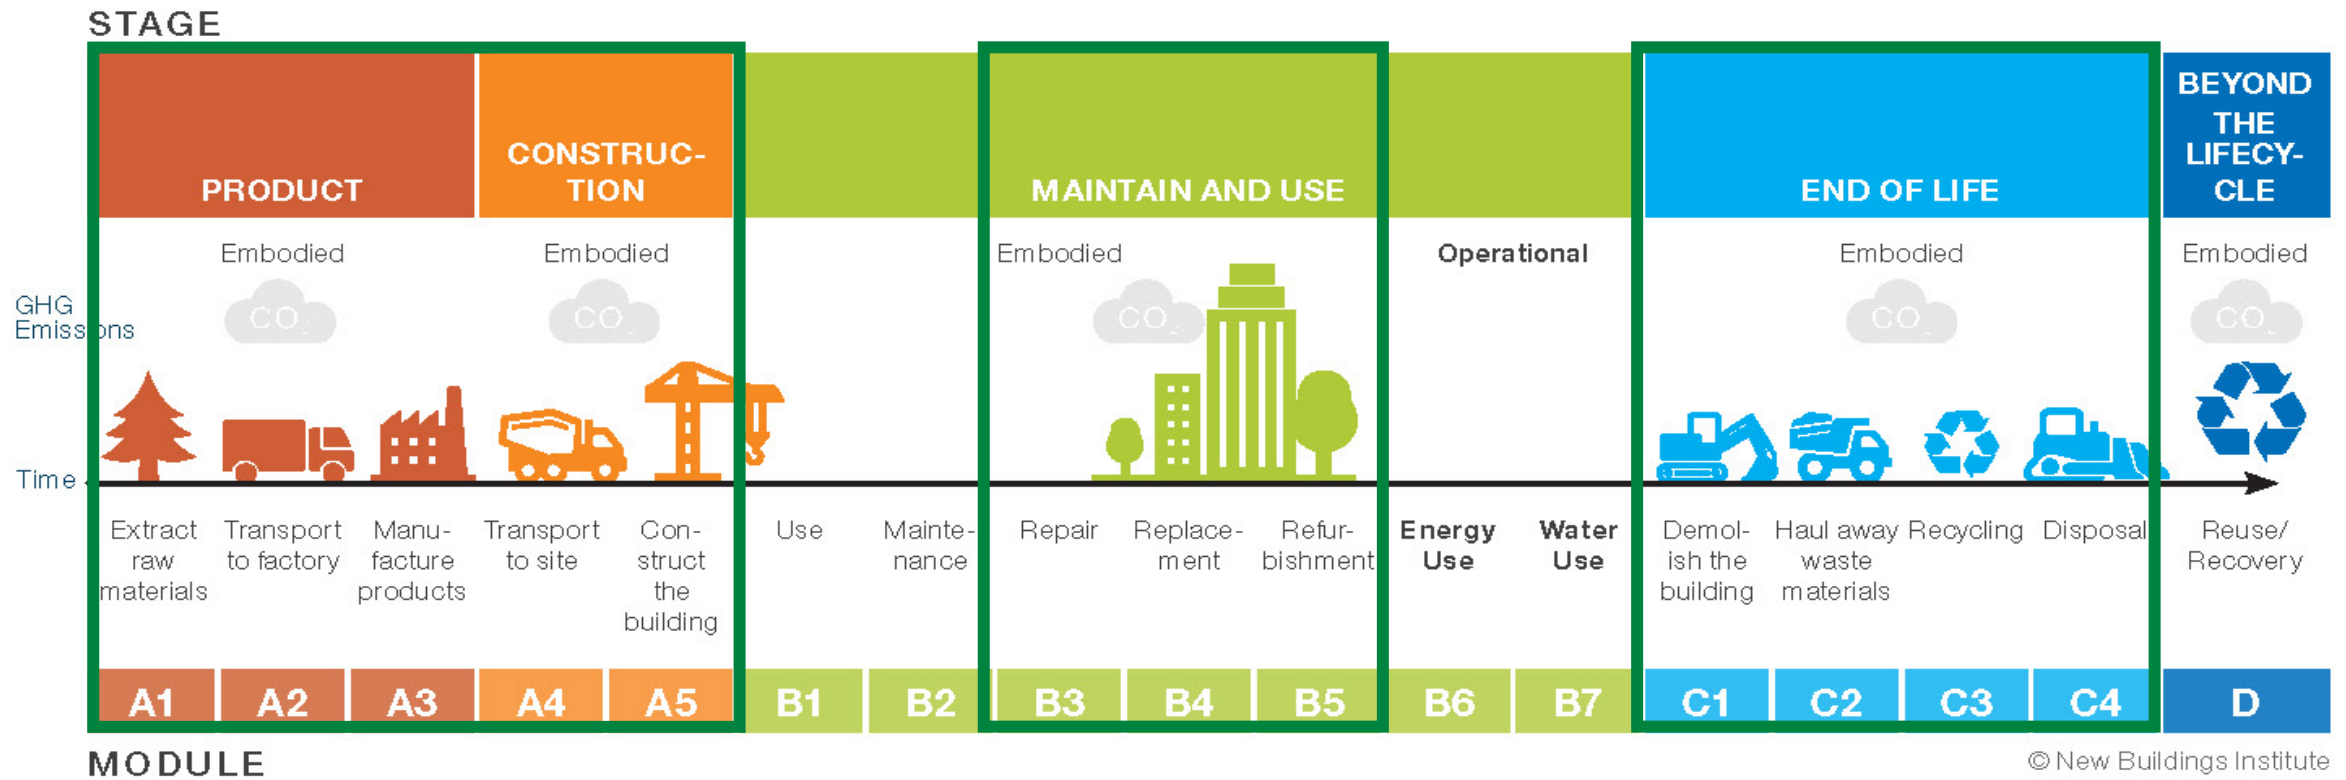 STAGE
PRODUCT
CONSTRUC-
TION
MAINTAIN AND USE
END OF LIFE
BEYOND
THE
LIFECY-
CLE
GHG
Emissions
Embodied
CO
Embodied
CO
Embodied
CO
Operational
Embodied
CO
Embodied
CO
Time
Extract
raw
materials
Transport
to factory
Manu-
facture
products
Transport
to site
Con-
struct
the
building
Use
Mainte-
nance
Repair
Replace-
ment
Refur-
bishment
Energy
Use
Water
Use
Demol-
ish the
building
Haul away
waste
materials
Recycling
Disposal
Reuse/
Recovery
A1 A2 A3 A4 A5 B1 B2 B3 B4 B5 B6 B7 C1 C2 C3 C4 D
MODULE
© New Buildings Institute